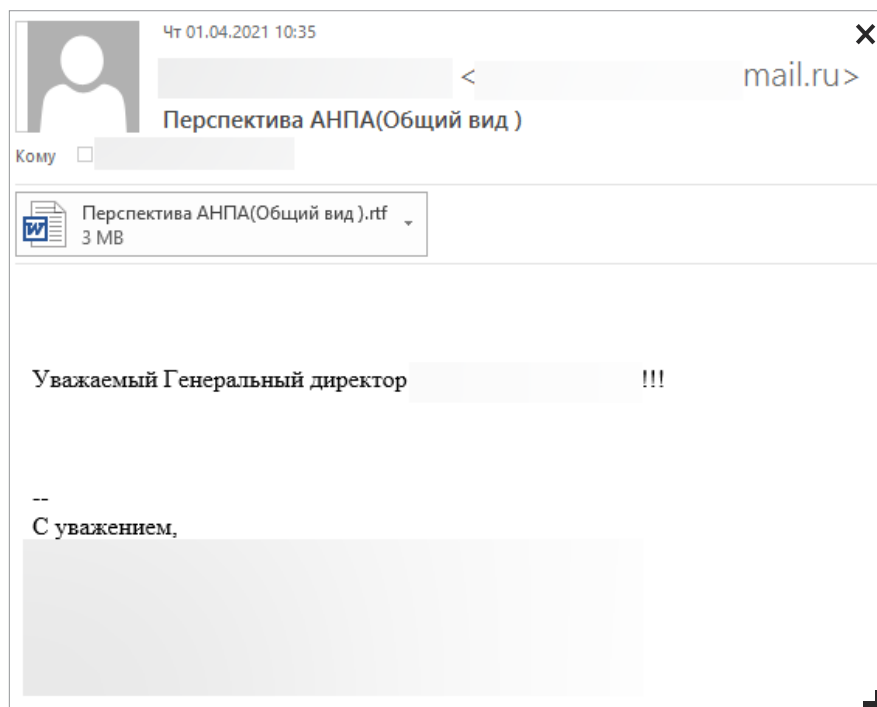 Чт 01.04.2021 10:35
< mail.ru>
Перспектива АНПА(Общий вид )
Кому
Перспектива АНПА(Общий вид ).rtf
3 MB
Уважаемый Генеральный директор !!!
--
С уважением,